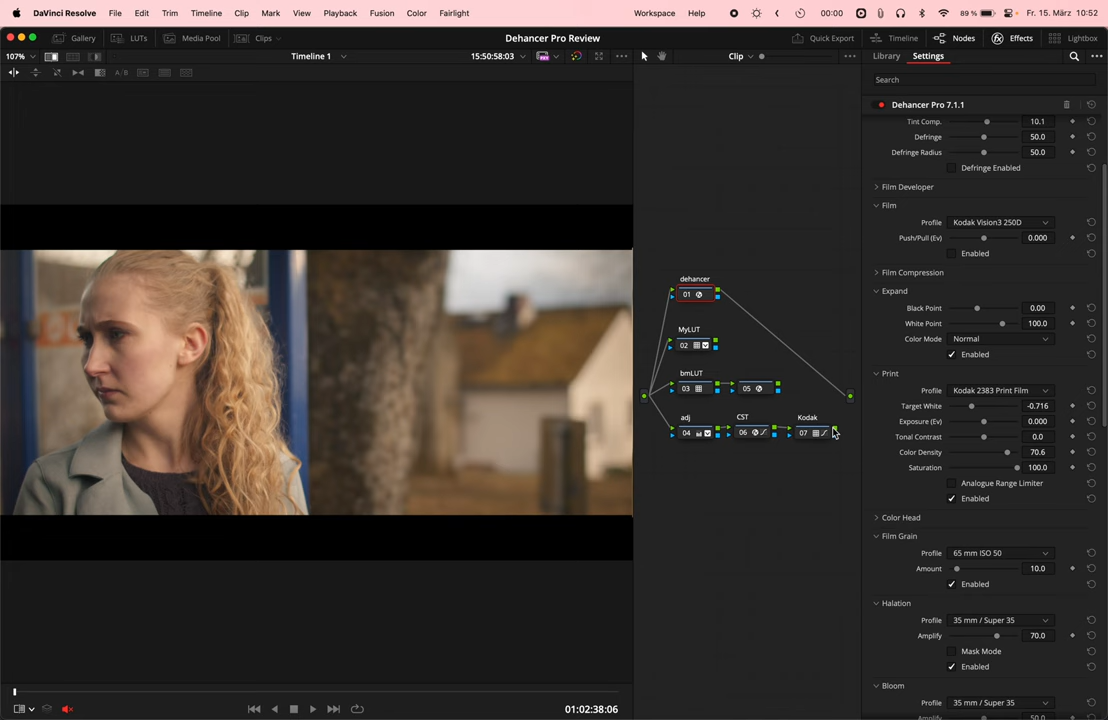 DaVinci Resolve File Edit Trim Timeline Clip Mark View Playback Fusion Color Fairlight Workspace Help 00:00 89 % Fr. 15. März 10:52
Gallery LUTs Media Pool Clips Dehancer Pro Review Quick Export Timeline Nodes Effects Lightbox
107% Timeline 1 15:50:58:03 Clip Library Settings
A/B
Search
Dehancer Pro 7.1.1
Tint Comp. 10.1
Defringe 50.0
Defringe Radius 50.0
Defringe Enabled
Film Developer
Film
Profile Kodak Vision3 250D
Push/Pull (Ev) 0.000
Enabled
Film Compression
Expand
Black Point 0.00
White Point 100.0
Color Mode Normal
Enabled
Print
Profile Kodak 2383 Print Film
Target White -0.716
Exposure (Ev) 0.000
Tonal Contrast 0.0
Color Density 70.6
Saturation 100.0
Analogue Range Limiter
Enabled
Color Head
Film Grain
Profile 65 mm ISO 50
Amount 10.0
Enabled
Halation
Profile 35 mm / Super 35
Amplify 70.0
Mask Mode
Enabled
Bloom
Profile 35 mm / Super 35
Amplify 50.0
dehancer
01
MyLUT
02
bmLUT
03 05
adj CST Kodak
04 06 07
01:02:38:06